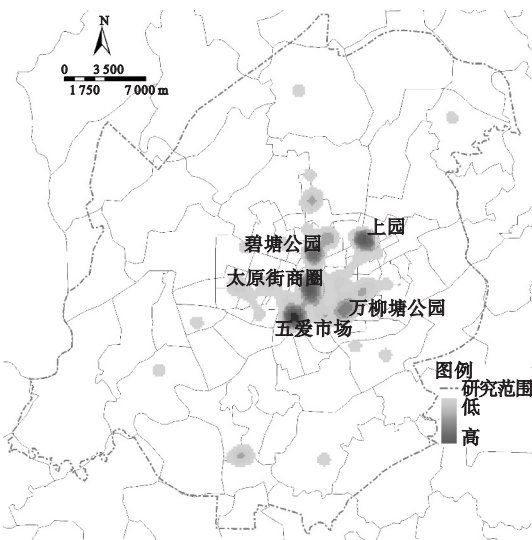 N
0 3 500
1 750 7 000 m
上园
碧塘公园
太原街商圈
万柳塘公园
五爱市场
图例
研究范围
低
高